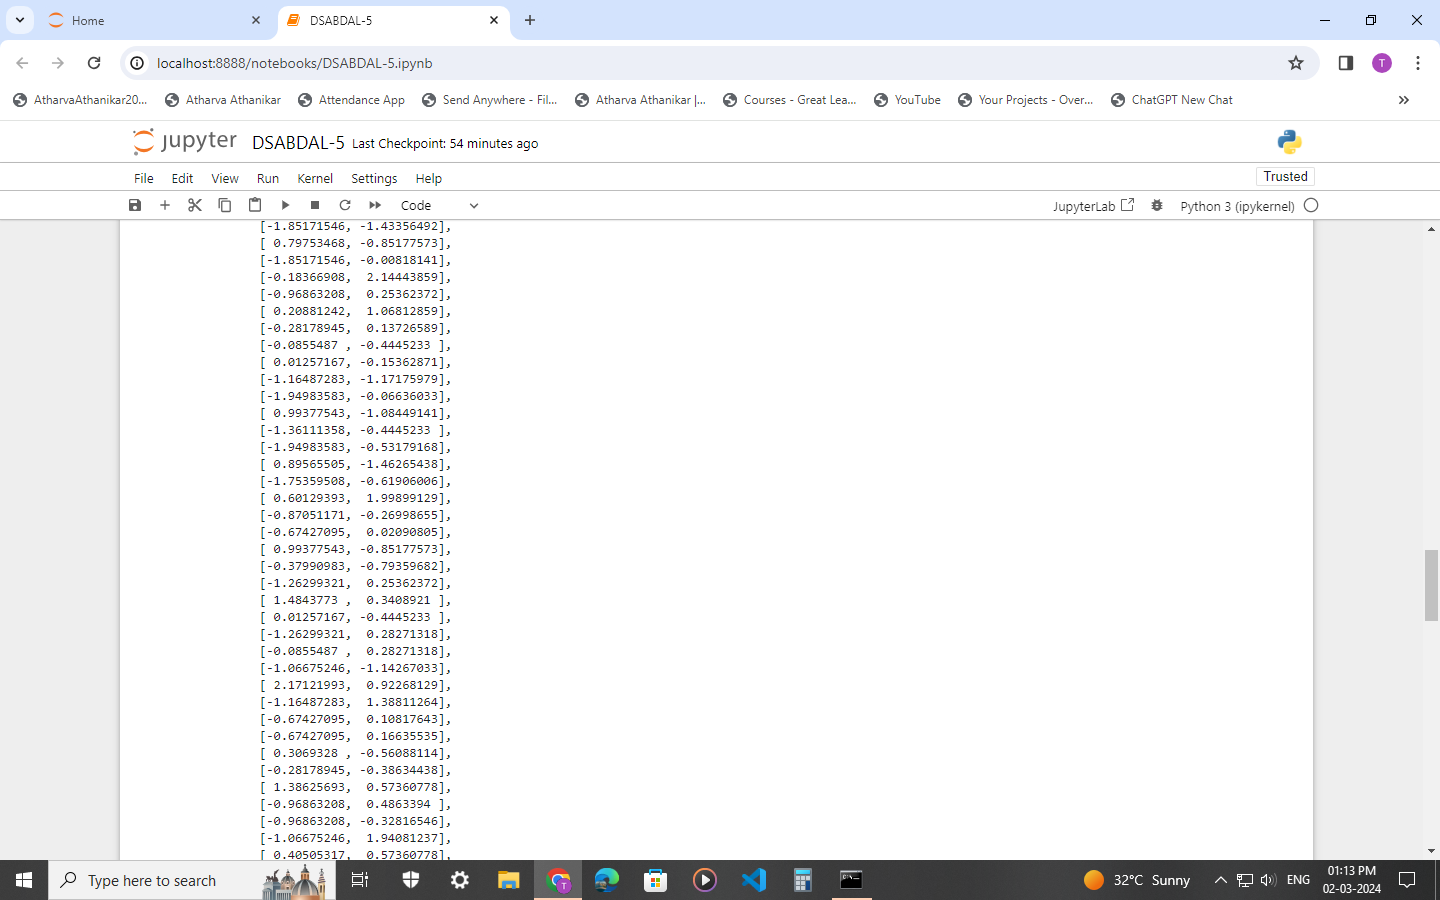 Home
DSABDAL-5
localhost:8888/notebooks/DSABDAL-5.ipynb
T
AtharvaAthanikar20...
Atharva Athanikar
Attendance App
Send Anywhere - Fil...
Atharva Athanikar |...
Courses - Great Lea...
YouTube
Your Projects - Over...
ChatGPT New Chat
jupyter DSABDAL-5 Last Checkpoint: 54 minutes ago
File Edit View Run Kernel Settings Help
Trusted
Code
JupyterLab
Python 3 (ipykernel)
[-1.85171546, -1.43356492],
[ 0.79753468, -0.85177573],
[-1.85171546, -0.00818141],
[-0.18366908,  2.14443859],
[-0.96863208,  0.25362372],
[ 0.20881242,  1.06812859],
[-0.28178945,  0.13726589],
[-0.0855487 , -0.4445233 ],
[ 0.01257167, -0.15362871],
[-1.16487283, -1.17175979],
[-1.94983583, -0.06636033],
[ 0.99377543, -1.08449141],
[-1.36111358, -0.4445233 ],
[-1.94983583, -0.53179168],
[ 0.89565505, -1.46265438],
[-1.75359508, -0.61906006],
[ 0.60129393,  1.99899129],
[-0.87051171, -0.26998655],
[-0.67427095,  0.02090805],
[ 0.99377543, -0.85177573],
[-0.37990983, -0.79359682],
[-1.26299321,  0.25362372],
[ 1.4843773 ,  0.3408921 ],
[ 0.01257167, -0.4445233 ],
[-1.26299321,  0.28271318],
[-0.0855487 ,  0.28271318],
[-1.06675246, -1.14267033],
[ 2.17121993,  0.92268129],
[-1.16487283,  1.38811264],
[-0.67427095,  0.10817643],
[-0.67427095,  0.16635535],
[ 0.3069328 , -0.56088114],
[-0.28178945, -0.38634438],
[ 1.38625693,  0.57360778],
[-0.96863208,  0.4863394 ],
[-0.96863208, -0.32816546],
[-1.06675246,  1.94081237],
[ 0.40505317,  0.57360778],
Type here to search
T
32°C Sunny
ENG
01:13 PM
02-03-2024